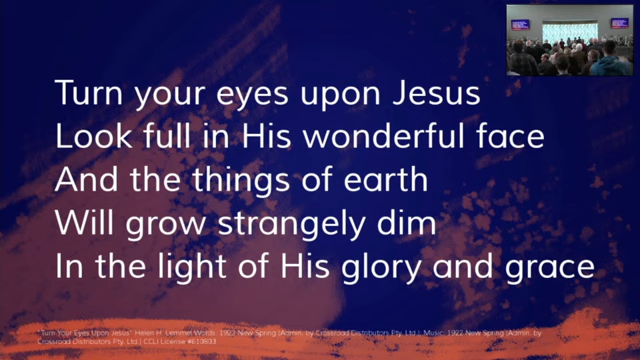 Turn your eyes upon Jesus
Look full in His wonderful face
And the things of earth
Will grow strangely dim
In the light of His glory and grace
"Turn Your Eyes Upon Jesus" Helen H. Lemmel Words: 1922 New Spring (Admin. by Crossroad Distributors Pty. Ltd.), Music: 1922 New Spring (Admin. by
Crossroad Distributors Pty. Ltd.) CCLI License #610833